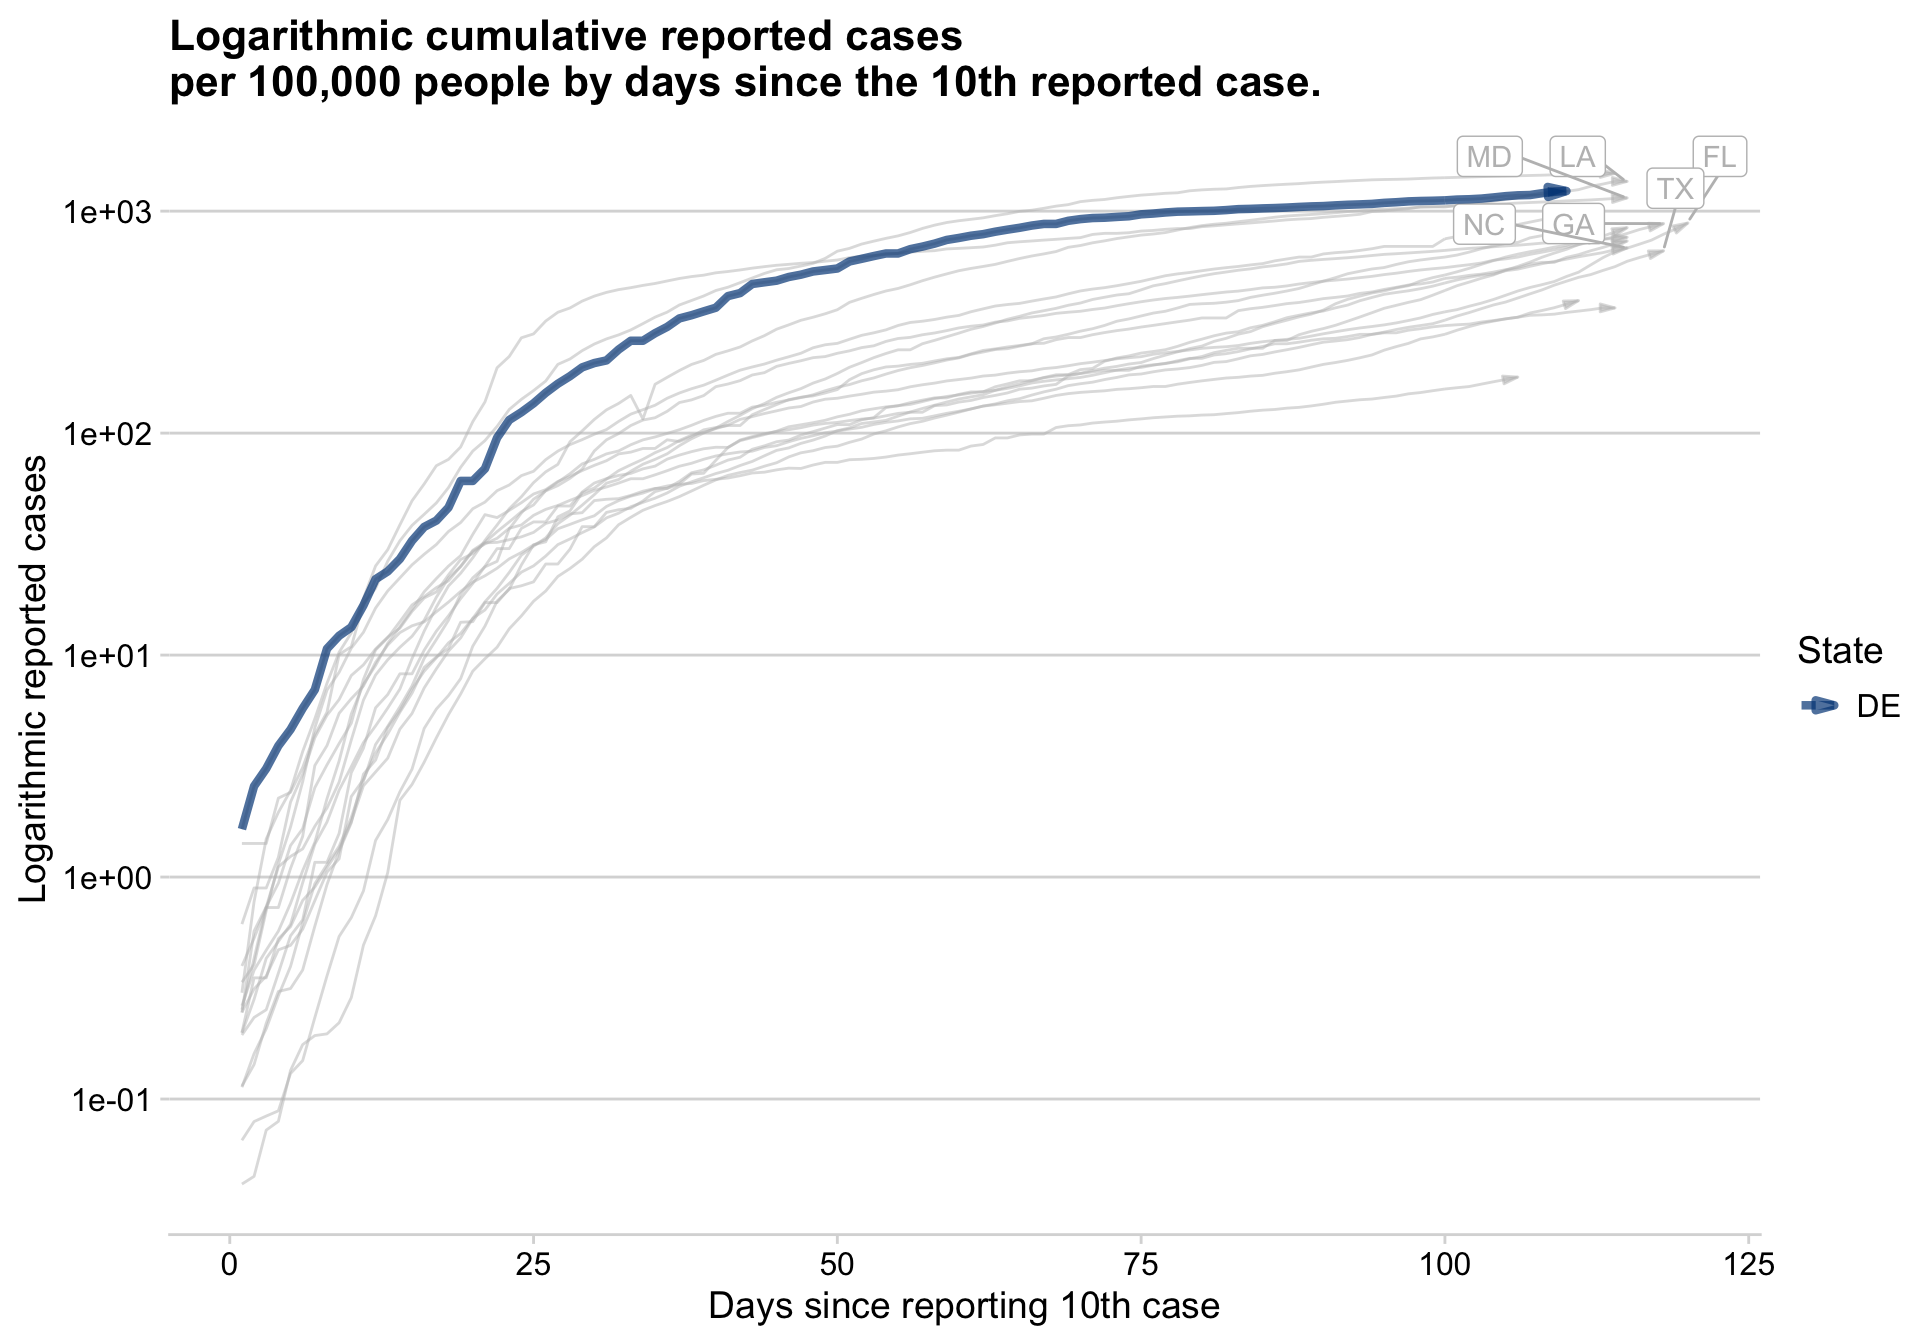 Logarithmic cumulative reported cases
per 100,000 people by days since the 10th reported case.
MD
LA
FL
TX
NC
GA
1e+03
1e+02
1e+01
1e+00
1e-01
Logarithmic reported cases
State
DE
0
25
50
75
100
125
Days since reporting 10th case